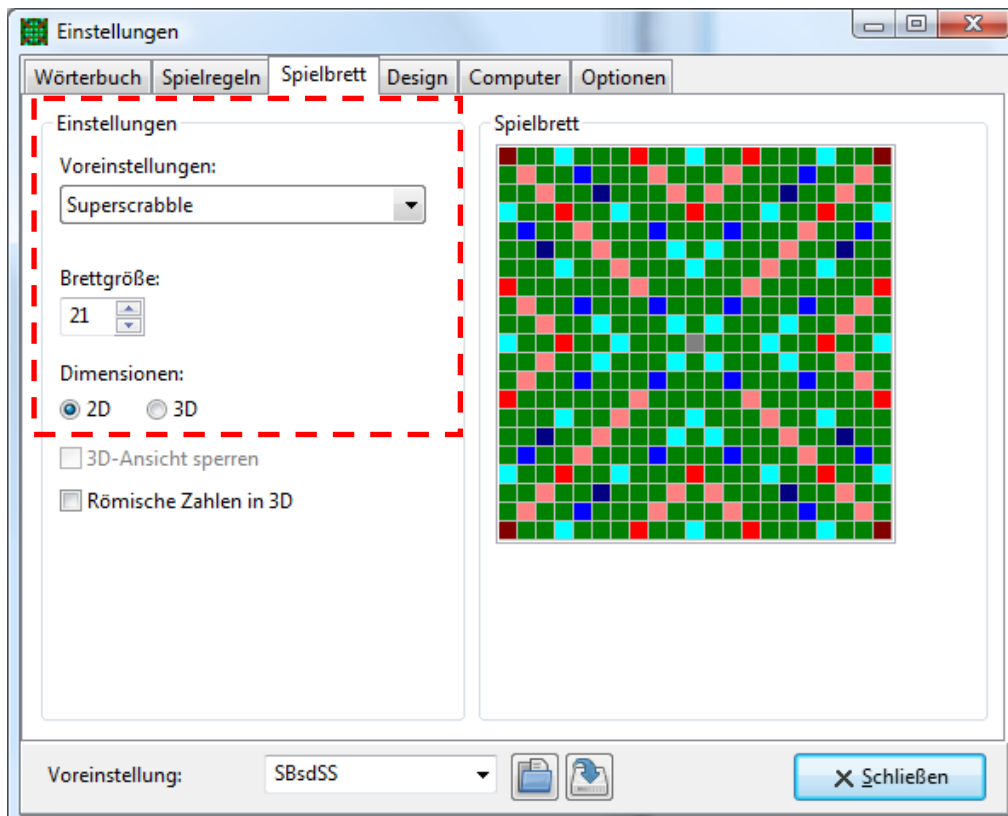 Einstellungen
Wörterbuch Spielregeln Spielbrett Design Computer Optionen
Einstellungen
Voreinstellungen:
Superscrabble
Brettgröße:
21
Dimensionen:
2D 3D
3D-Ansicht sperren
Römische Zahlen in 3D
Spielbrett
Voreinstellung: SBsdSS Schließen